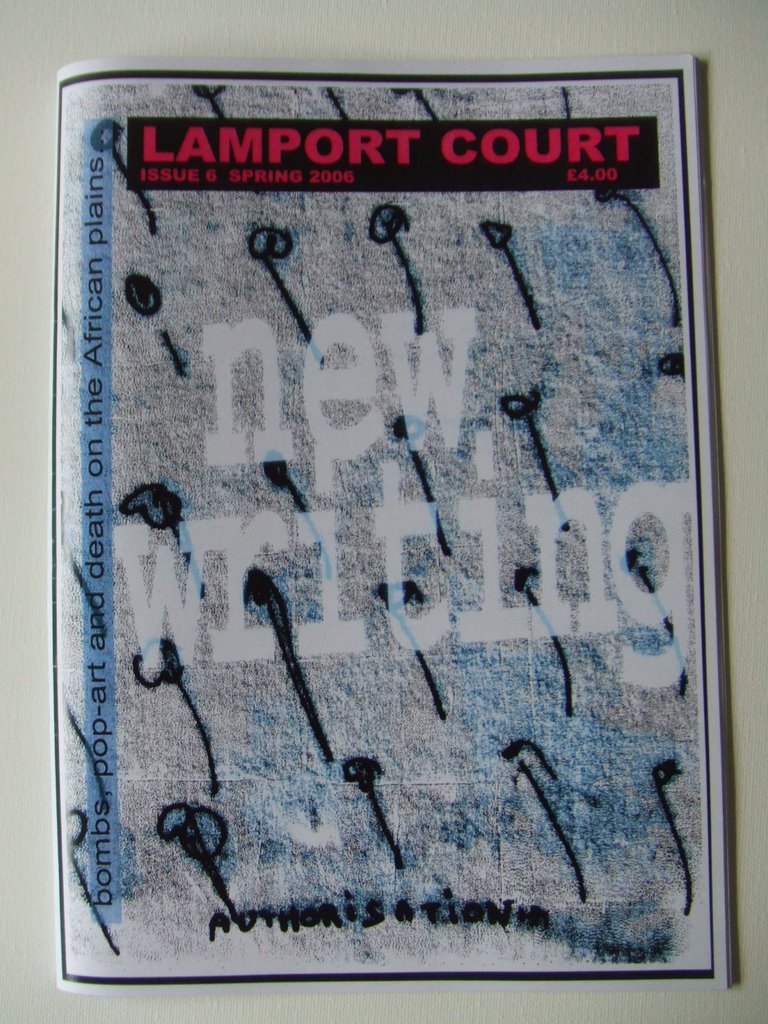 LAMPORT COURT
ISSUE 6 SPRING 2006 £4.00
bombs, pop-art and death on the African plains.
new
writing